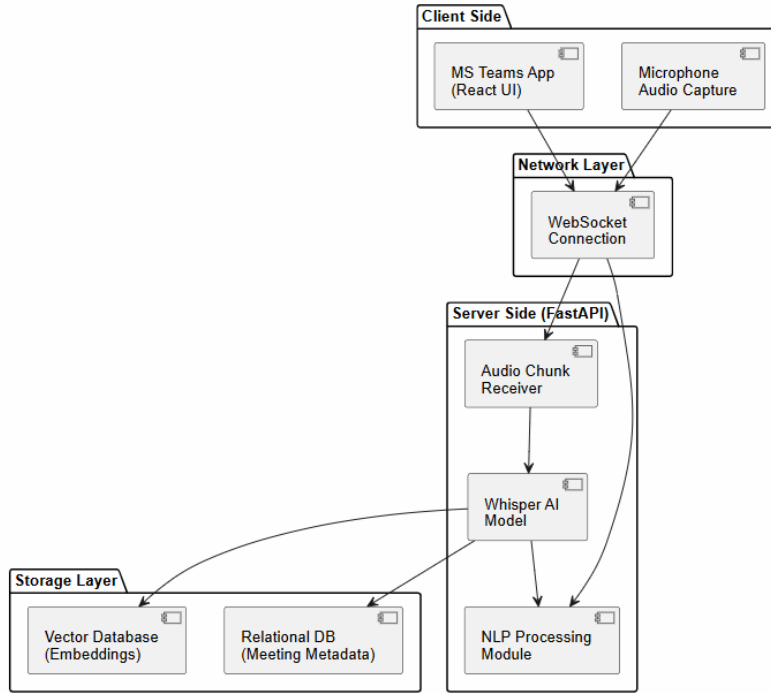 Client Side
MS Teams App
(React UI)
Microphone
Audio Capture
Network Layer
WebSocket
Connection
Server Side (FastAPI)
Audio Chunk
Receiver
Whisper AI
Model
Storage Layer
Vector Database
(Embeddings)
Relational DB
(Meeting Metadata)
NLP Processing
Module